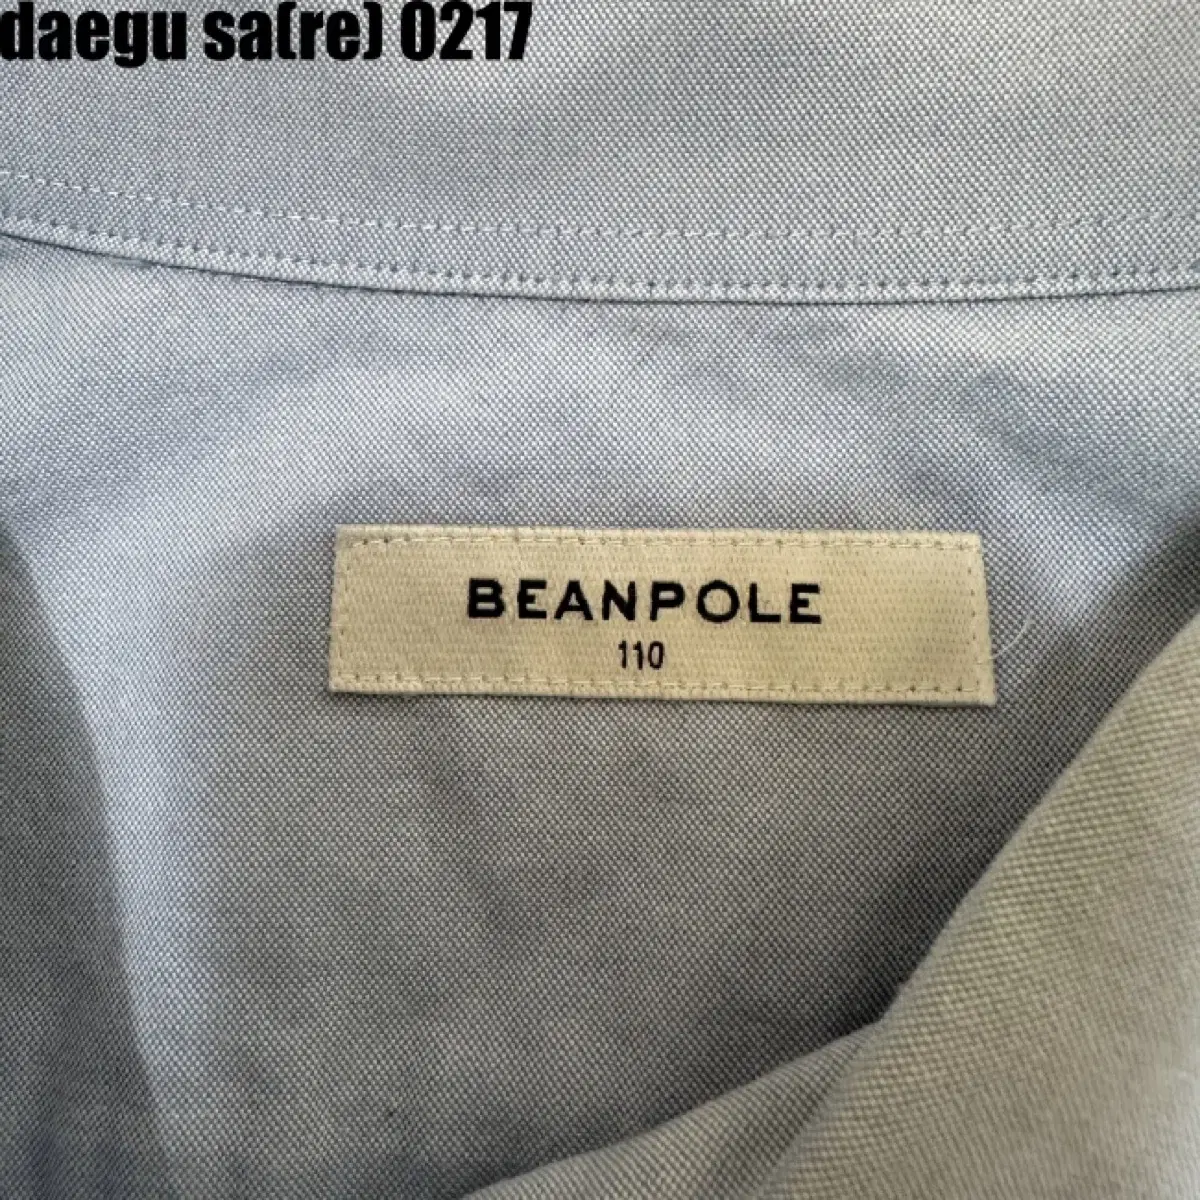 daegu sa(re) 0217
BEANPOLE
110